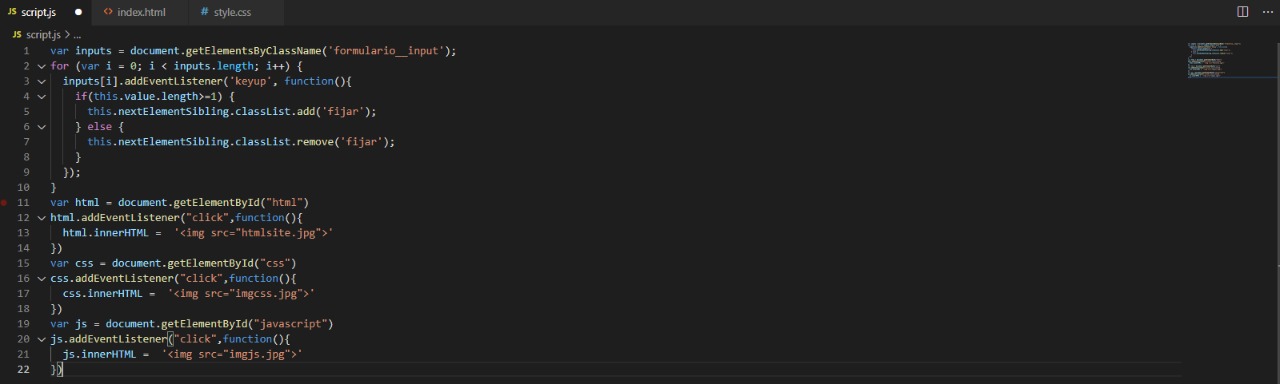 JS script.js ● <> index.html # style.css ...
JS script.js > ...
1 var inputs = document.getElementsByClassName('formulario__input');
2 for (var i = 0; i < inputs.length; i++) {
3 inputs[i].addEventListener('keyup', function(){
4 if(this.value.length>=1) {
5 this.nextElementSibling.classList.add('fijar');
6 } else {
7 this.nextElementSibling.classList.remove('fijar');
8 }
9 });
10 }
11 var html = document.getElementById("html")
12 html.addEventListener("click",function(){
13 html.innerHTML =  '<img src="htmlsite.jpg">'
14 })
15 var css = document.getElementById("css")
16 css.addEventListener("click",function(){
17 css.innerHTML =  '<img src="imgcss.jpg">'
18 })
19 var js = document.getElementById("javascript")
20 js.addEventListener("click",function(){
21 js.innerHTML =  '<img src="imgjs.jpg">'
22 })